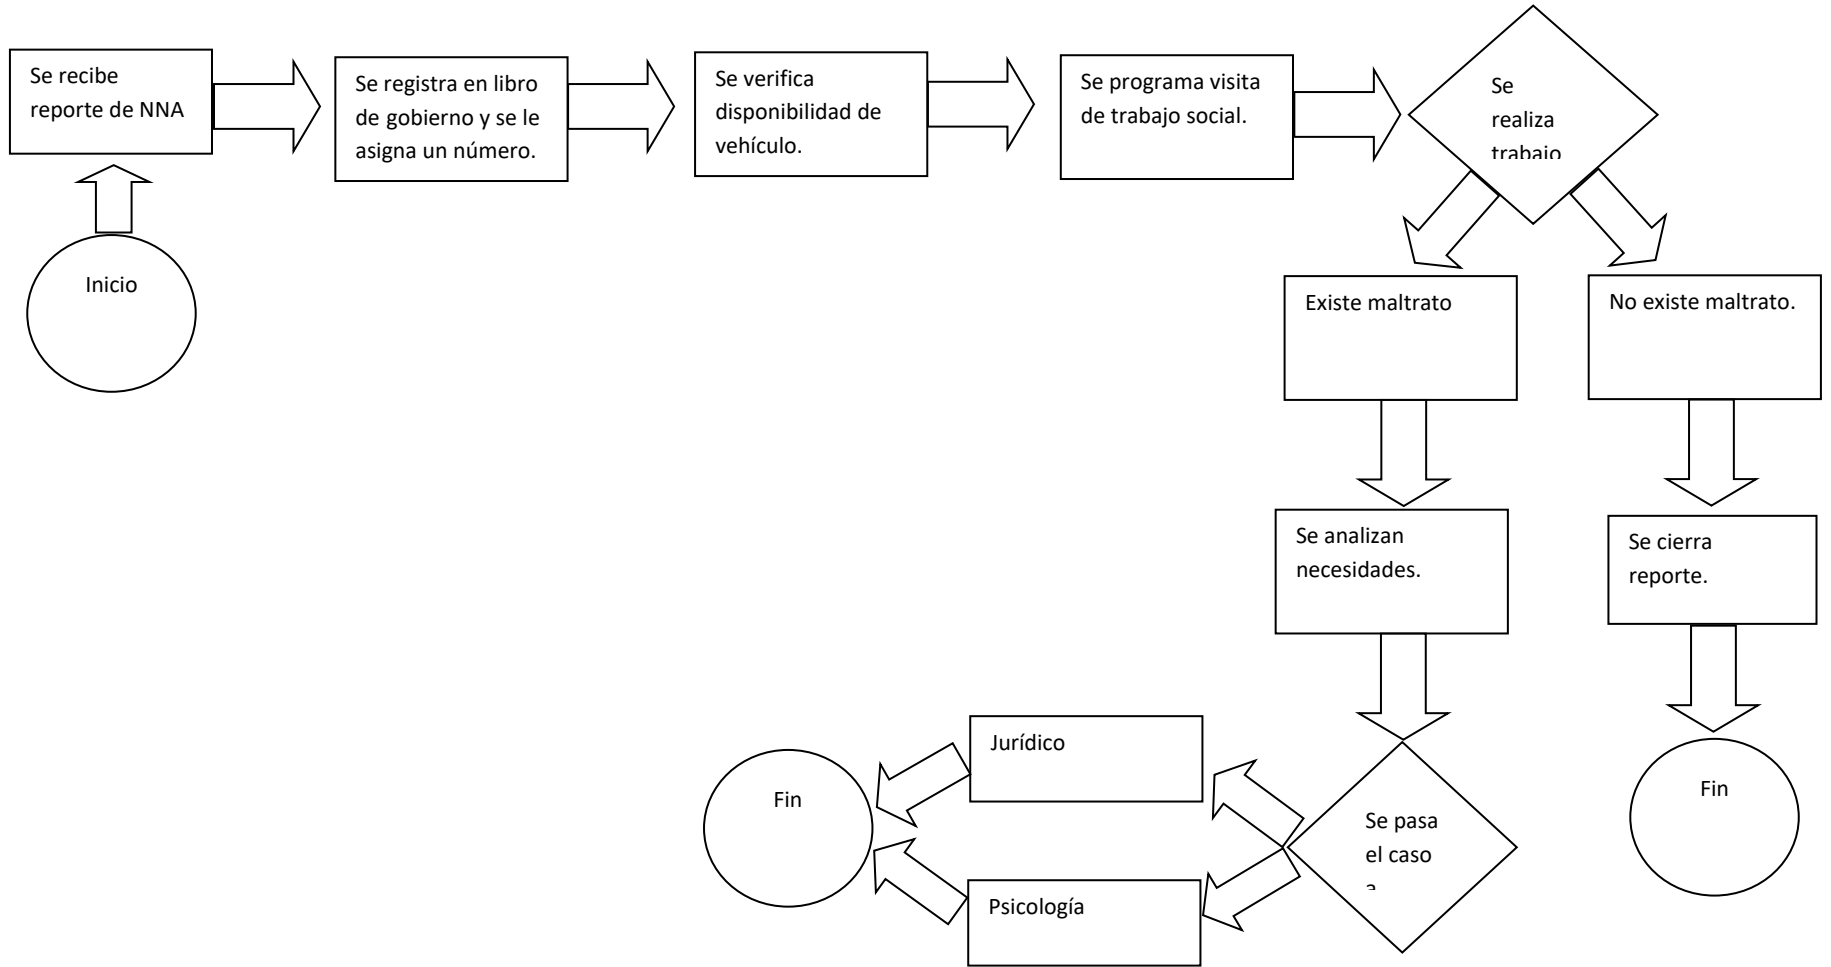 Se recibe
reporte de NNA
Se registra en libro
de gobierno y se le
asigna un número.
Se verifica
disponibilidad de
vehículo.
Se programa visita
de trabajo social.
Se
realiza
trabajo
Inicio
Existe maltrato
No existe maltrato.
Se analizan
necesidades.
Se cierra
reporte.
Jurídico
Fin
Se pasa
el caso
a
Psicología
Fin